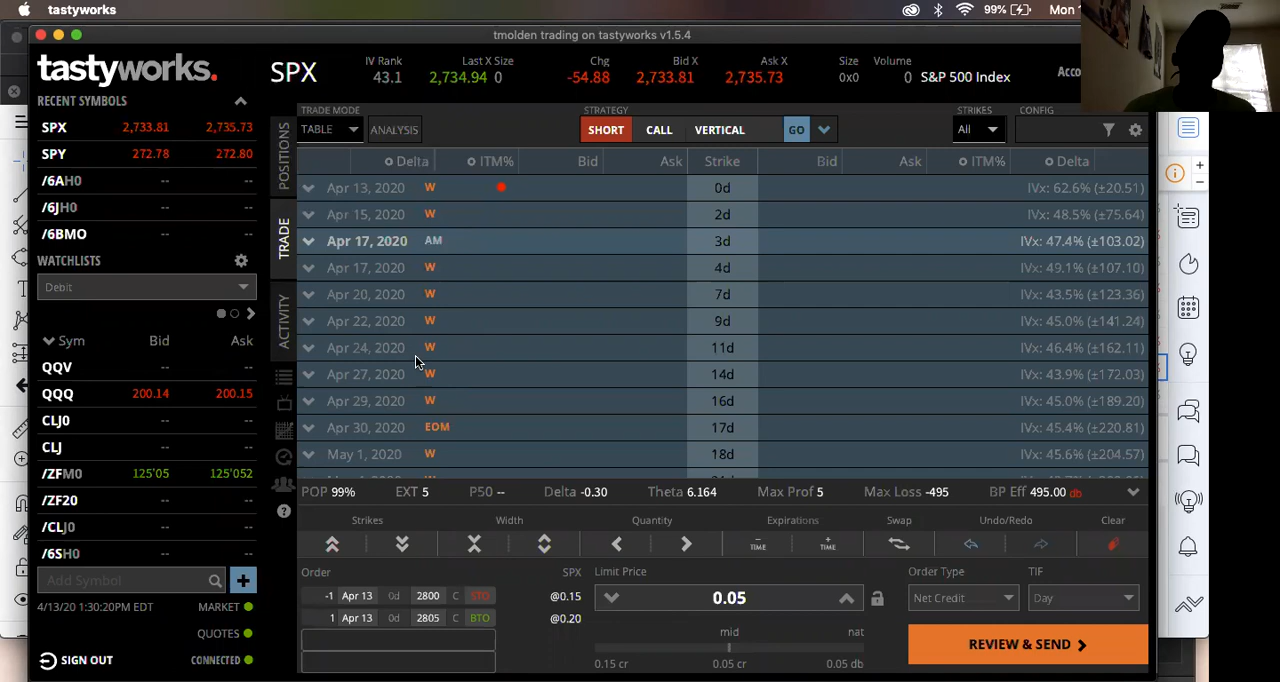 tastyworks
99% Mon 1
tmolden trading on tastyworks v1.5.4
tastyworks.
SPX
IV Rank Last X Size Chg Bid X Ask X Size Volume
43.1 2,734.94 0 -54.88 2,733.81 2,735.73 0x0 0 S&P 500 Index Acco
RECENT SYMBOLS
SPX 2,733.81 2,735.73
SPY 272.78 272.80
/6AH0 -- --
/6JH0 -- --
/6BM0 -- --
WATCHLISTS
Debit
Sym Bid Ask
QQV -- --
QQQ 200.14 200.15
CLJ0 -- --
CLJ -- --
/ZFM0 125'05 125'052
/ZF20 -- --
/CLJ0 -- --
/6SH0 -- --
Add Symbol
4/13/20 1:30:20PM EDT MARKET
QUOTES
SIGN OUT CONNECTED
POSITIONS
TRADE
ACTIVITY
TRADE MODE STRATEGY STRIKES CONFIG
TABLE ANALYSIS SHORT CALL VERTICAL GO All
Delta ITM% Bid Ask Strike Bid Ask ITM% Delta
Apr 13, 2020 W 0d IVx: 62.6% (±20.51)
Apr 15, 2020 W 2d IVx: 48.5% (±75.64)
Apr 17, 2020 AM 3d IVx: 47.4% (±103.02)
Apr 17, 2020 W 4d IVx: 49.1% (±107.10)
Apr 20, 2020 W 7d IVx: 43.5% (±123.36)
Apr 22, 2020 W 9d IVx: 45.0% (±141.24)
Apr 24, 2020 W 11d IVx: 46.4% (±162.11)
Apr 27, 2020 W 14d IVx: 43.9% (±172.03)
Apr 29, 2020 W 16d IVx: 45.0% (±189.20)
Apr 30, 2020 EOM 17d IVx: 45.4% (±220.81)
May 1, 2020 W 18d IVx: 45.6% (±204.57)
POP 99% EXT 5 P50 -- Delta -0.30 Theta 6.164 Max Prof 5 Max Loss -495 BP Eff 495.00 db
Strikes Width Quantity Expirations Swap Undo/Redo Clear
TIME TIME
Order SPX Limit Price Order Type TIF
-1 Apr 13 0d 2800 C STO @0.15 0.05 Net Credit Day
1 Apr 13 0d 2805 C BTO @0.20
mid nat
0.15 cr 0.05 cr 0.05 db
REVIEW & SEND